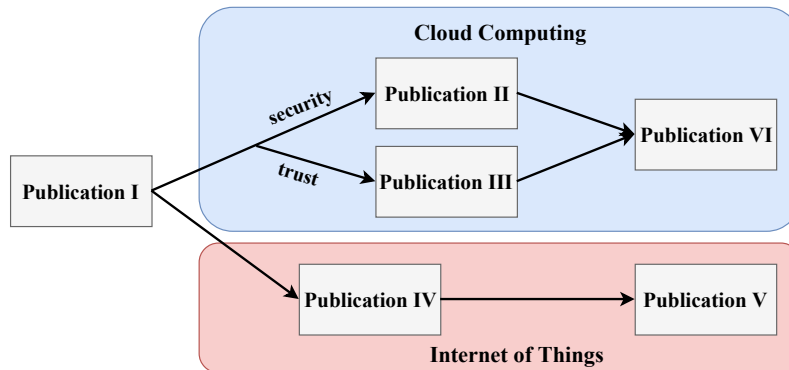 Cloud Computing
security
Publication II
Publication VI
trust
Publication III
Publication I
Publication IV
Publication V
Internet of Things